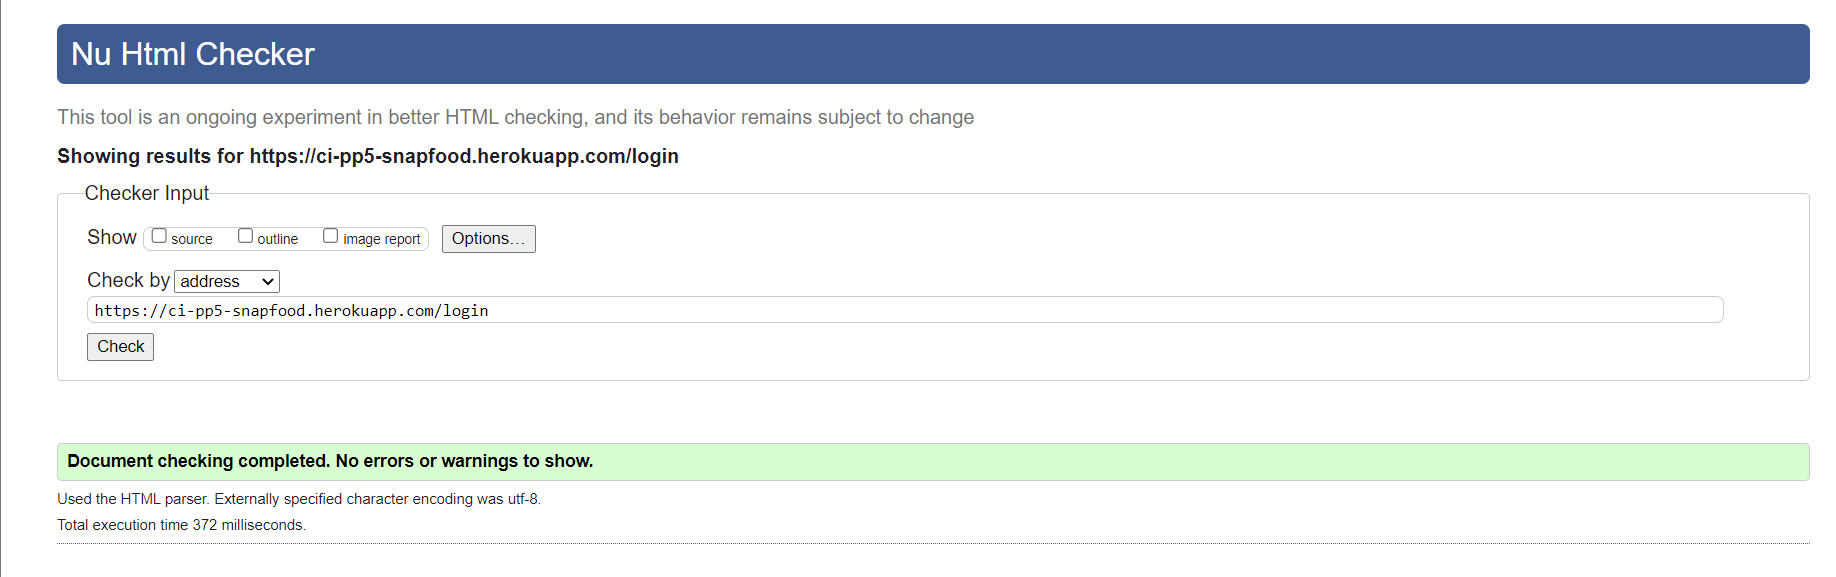 Nu Html Checker
This tool is an ongoing experiment in better HTML checking, and its behavior remains subject to change
Showing results for https://ci-pp5-snapfood.herokuapp.com/login
Checker Input
Show source outline image report Options...
Check by address
https://ci-pp5-snapfood.herokuapp.com/login
Check
Document checking completed. No errors or warnings to show.
Used the HTML parser. Externally specified character encoding was utf-8.
Total execution time 372 milliseconds.